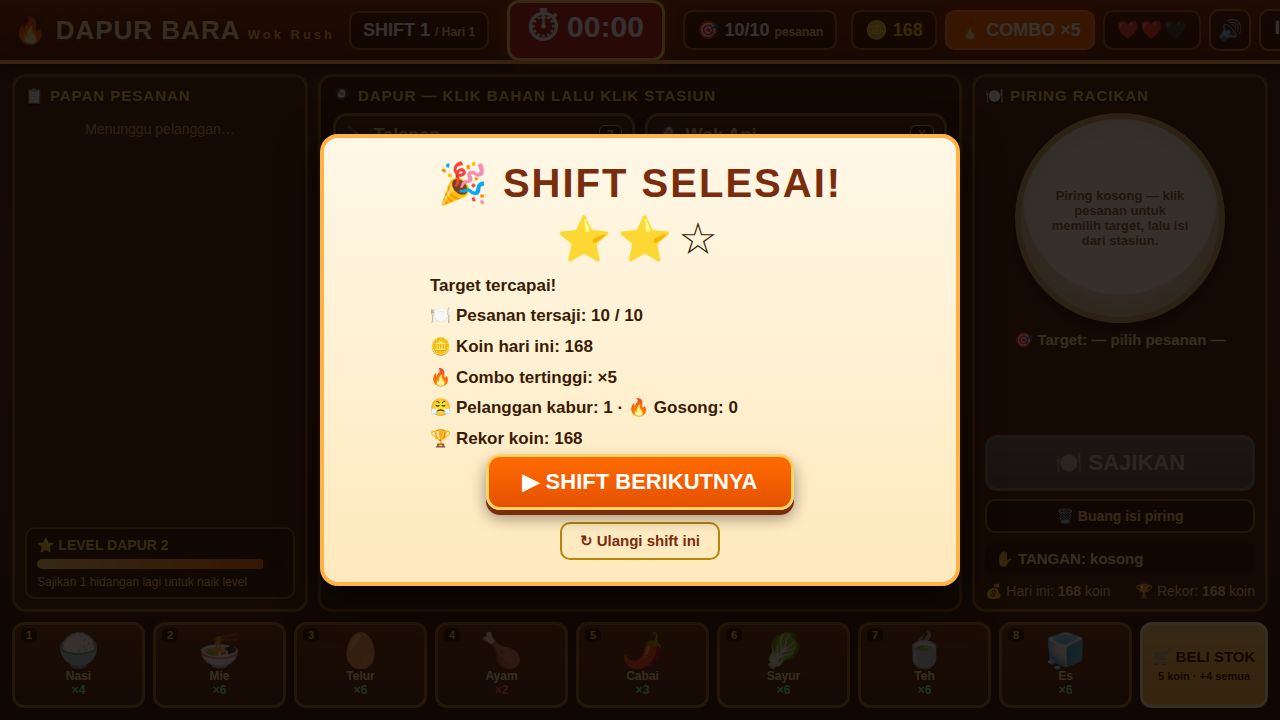 DAPUR BARA Wok Rush
SHIFT 1 / Hari 1
00:00
10/10 pesanan
168
COMBO ×5
PAPAN PESANAN
Menunggu pelanggan…
DAPUR — KLIK BAHAN LALU KLIK STASIUN
Talenan
Wok Api
PIRING RACIKAN
Piring kosong — klik
pesanan untuk
memilih target, lalu isi
dari stasiun.
Target: — pilih pesanan —
SHIFT SELESAI!
Target tercapai!
Pesanan tersaji: 10 / 10
Koin hari ini: 168
Combo tertinggi: ×5
Pelanggan kabur: 1 · Gosong: 0
Rekor koin: 168
▶ SHIFT BERIKUTNYA
↻ Ulangi shift ini
LEVEL DAPUR 2
Sajikan 1 hidangan lagi untuk naik level
SAJIKAN
Buang isi piring
TANGAN: kosong
Hari ini: 168 koin
Rekor: 168 koin
1
Nasi
×4
2
Mie
×6
3
Telur
×6
4
Ayam
×2
5
Cabai
×3
6
Sayur
×6
7
Teh
×6
8
Es
×6
BELI STOK
5 koin · +4 semua